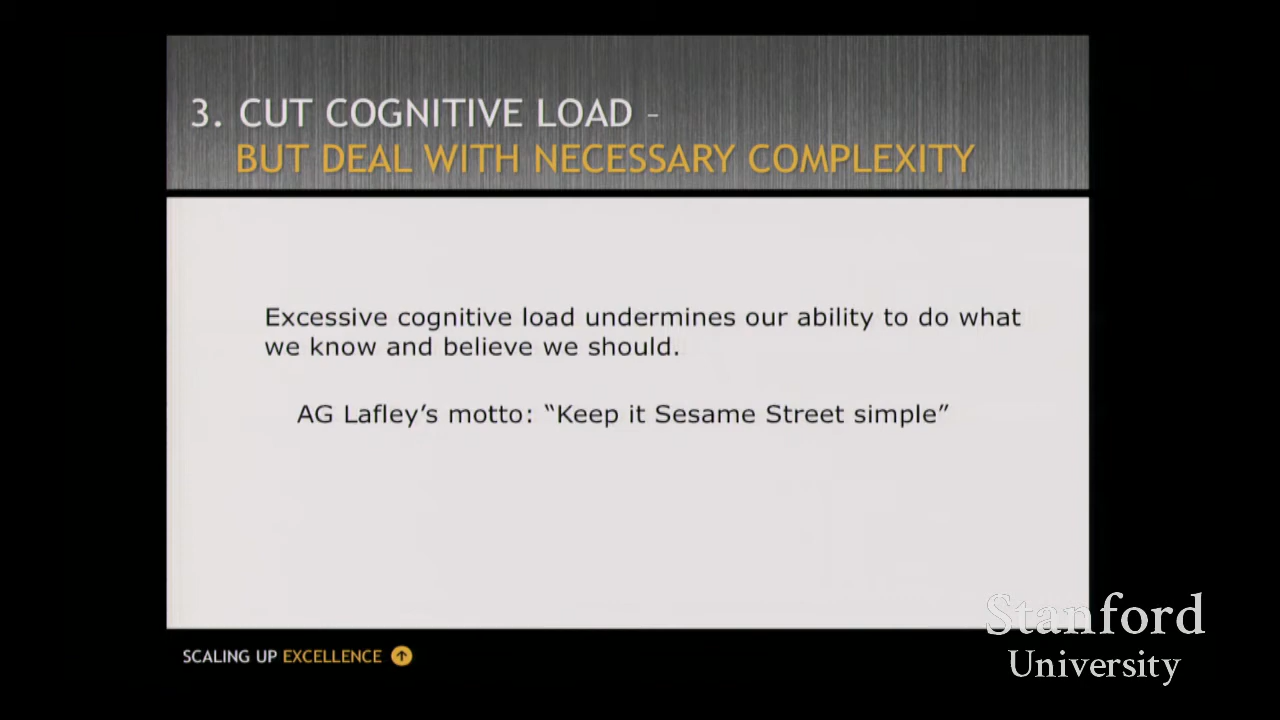 3. CUT COGNITIVE LOAD –
BUT DEAL WITH NECESSARY COMPLEXITY
Excessive cognitive load undermines our ability to do what
we know and believe we should.
AG Lafley’s motto: “Keep it Sesame Street simple”
SCALING UP EXCELLENCE
Stanford
University